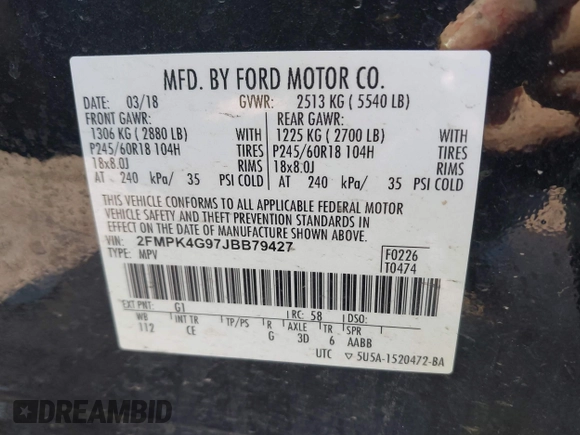 MFD. BY FORD MOTOR CO.
DATE: 03/18 GVWR: 2513 KG ( 5540 LB)
FRONT GAWR: REAR GAWR:
1306 KG ( 2880 LB) WITH 1225 KG ( 2700 LB) WITH
P245/60R18 104H TIRES P245/60R18 104H TIRES
18x8.0J RIMS 18x8.0J RIMS
AT 240 kPa/ 35 PSI COLD AT 240 kPa/ 35 PSI COLD
THIS VEHICLE CONFORMS TO ALL APPLICABLE FEDERAL MOTOR
VEHICLE SAFETY AND THEFT PREVENTION STANDARDS IN
EFFECT ON THE DATE OF MANUFACTURE SHOWN ABOVE.
VIN: 2FMPK4G97JBB79427 F0226
TYPE: MPV T0474
EXT PNT: G1 RC: 58 DSO:
WB INT TR TP/PS R AXLE TR SPR
112 CE G 3D 6 AABB
UTC ▽ 5U5A-1520472-BA
DREAMBID